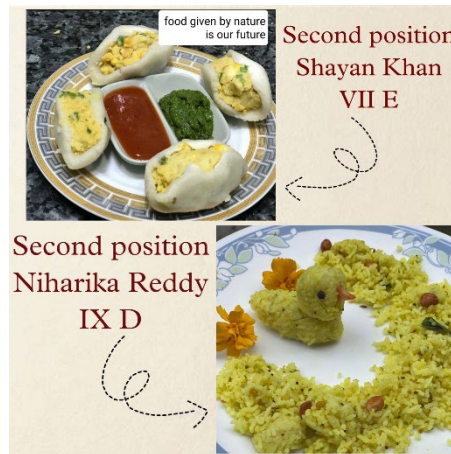 food given by nature
is our future
Second position
Shayan Khan
VII E
Second position
Niharika Reddy
IX D